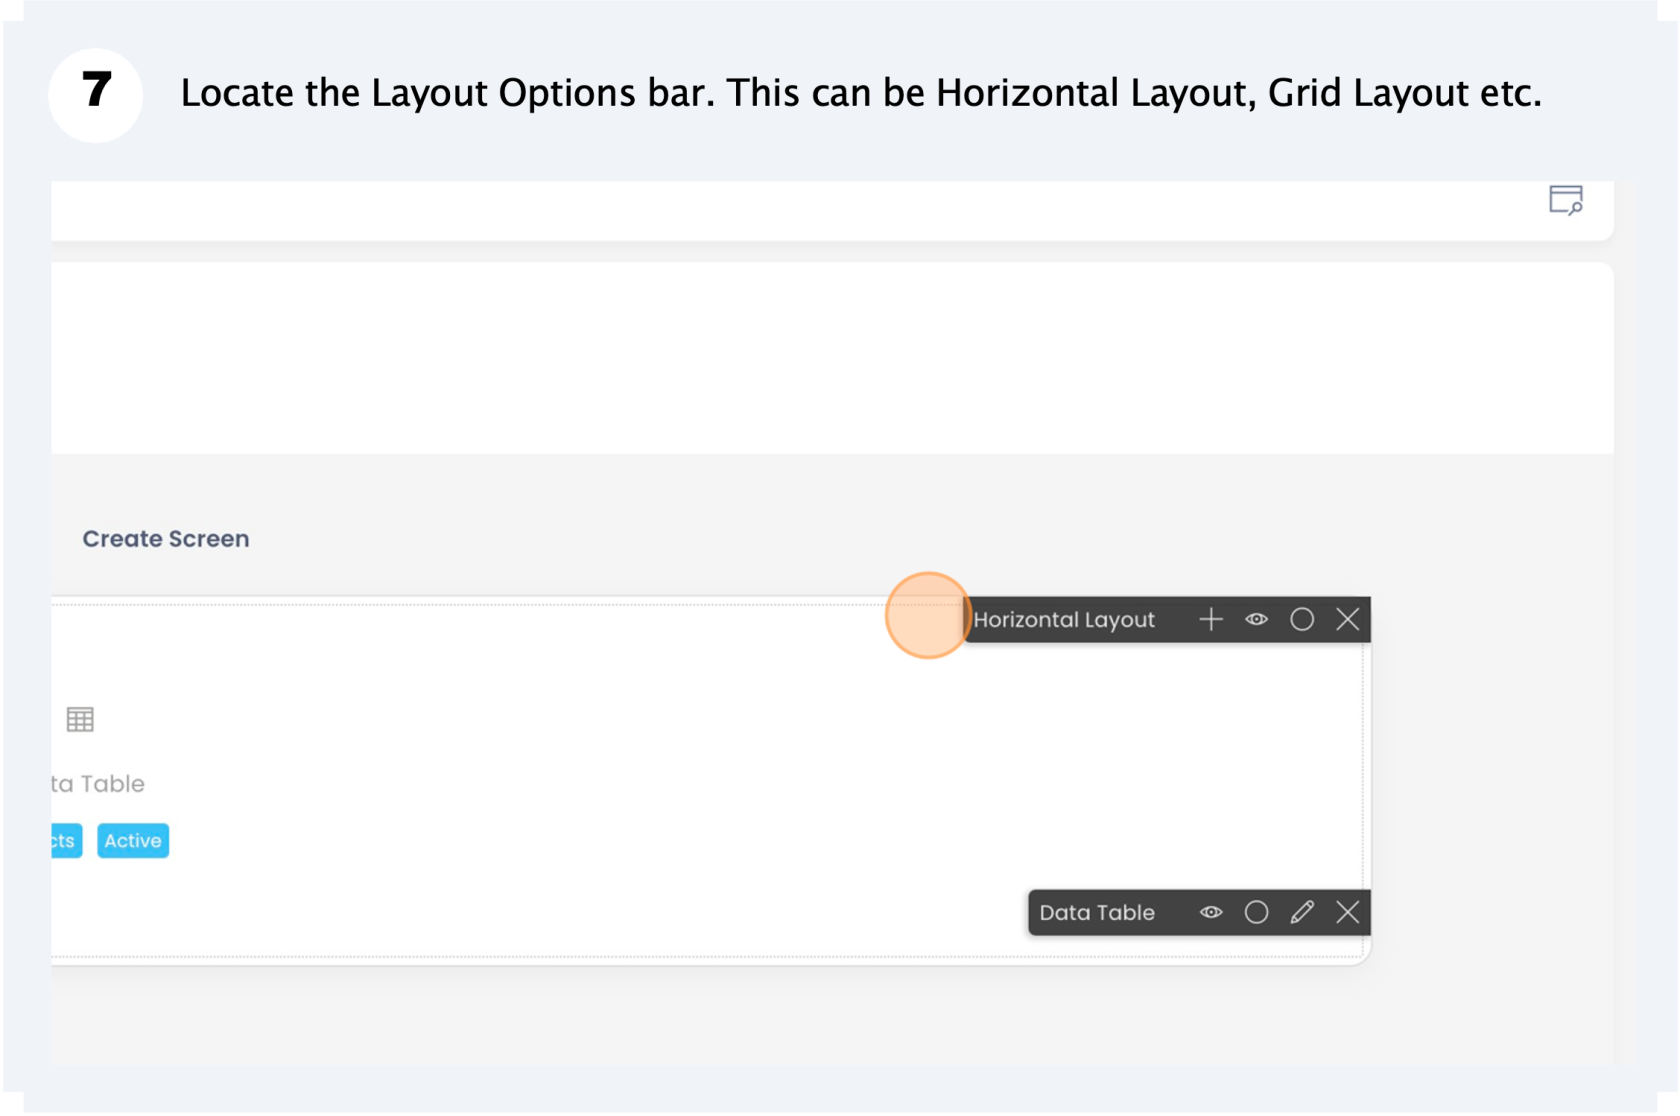 7
Locate the Layout Options bar. This can be Horizontal Layout, Grid Layout etc.
Create Screen
Horizontal Layout
ta Table
cts Active
Data Table